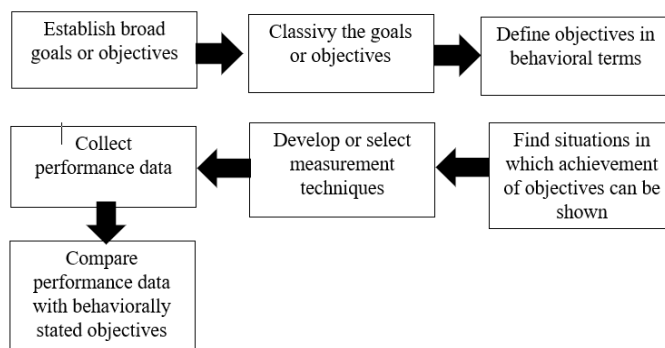 Establish broad
goals or objectives
Classivy the goals
or objectives
Define objectives in
behavioral terms
Find situations in
which achievement
of objectives can be
shown
Develop or select
measurement
techniques
Collect
performance data
Compare
performance data
with behaviorally
stated objectives